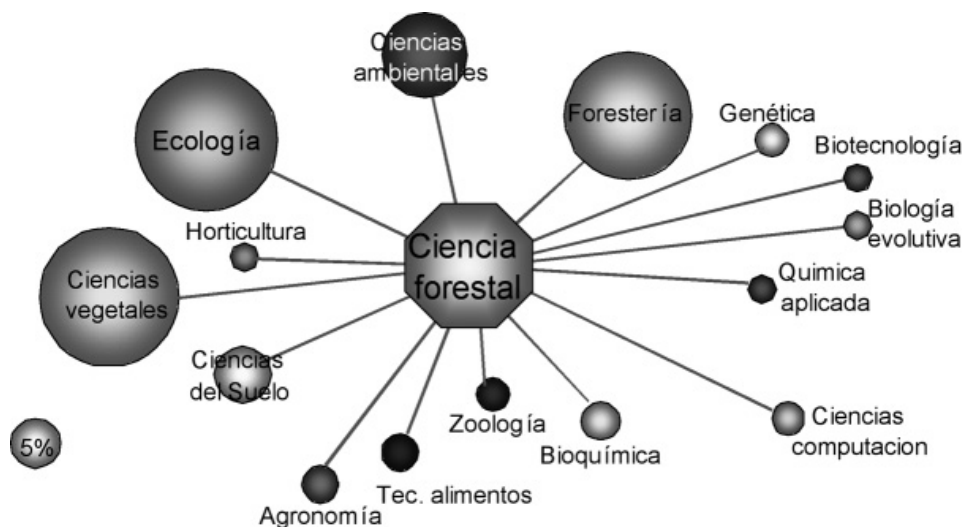 Ciencias
ambientales
Ecología
Forestería
Genética
Biotecnología
Horticultura
Biología
evolutiva
Ciencia
forestal
Ciencias
vegetales
Quimica
aplicada
Ciencias
del Suelo
Zoología
Ciencias
computacion
5%
Bioquímica
Tec. alimentos
Agronomía